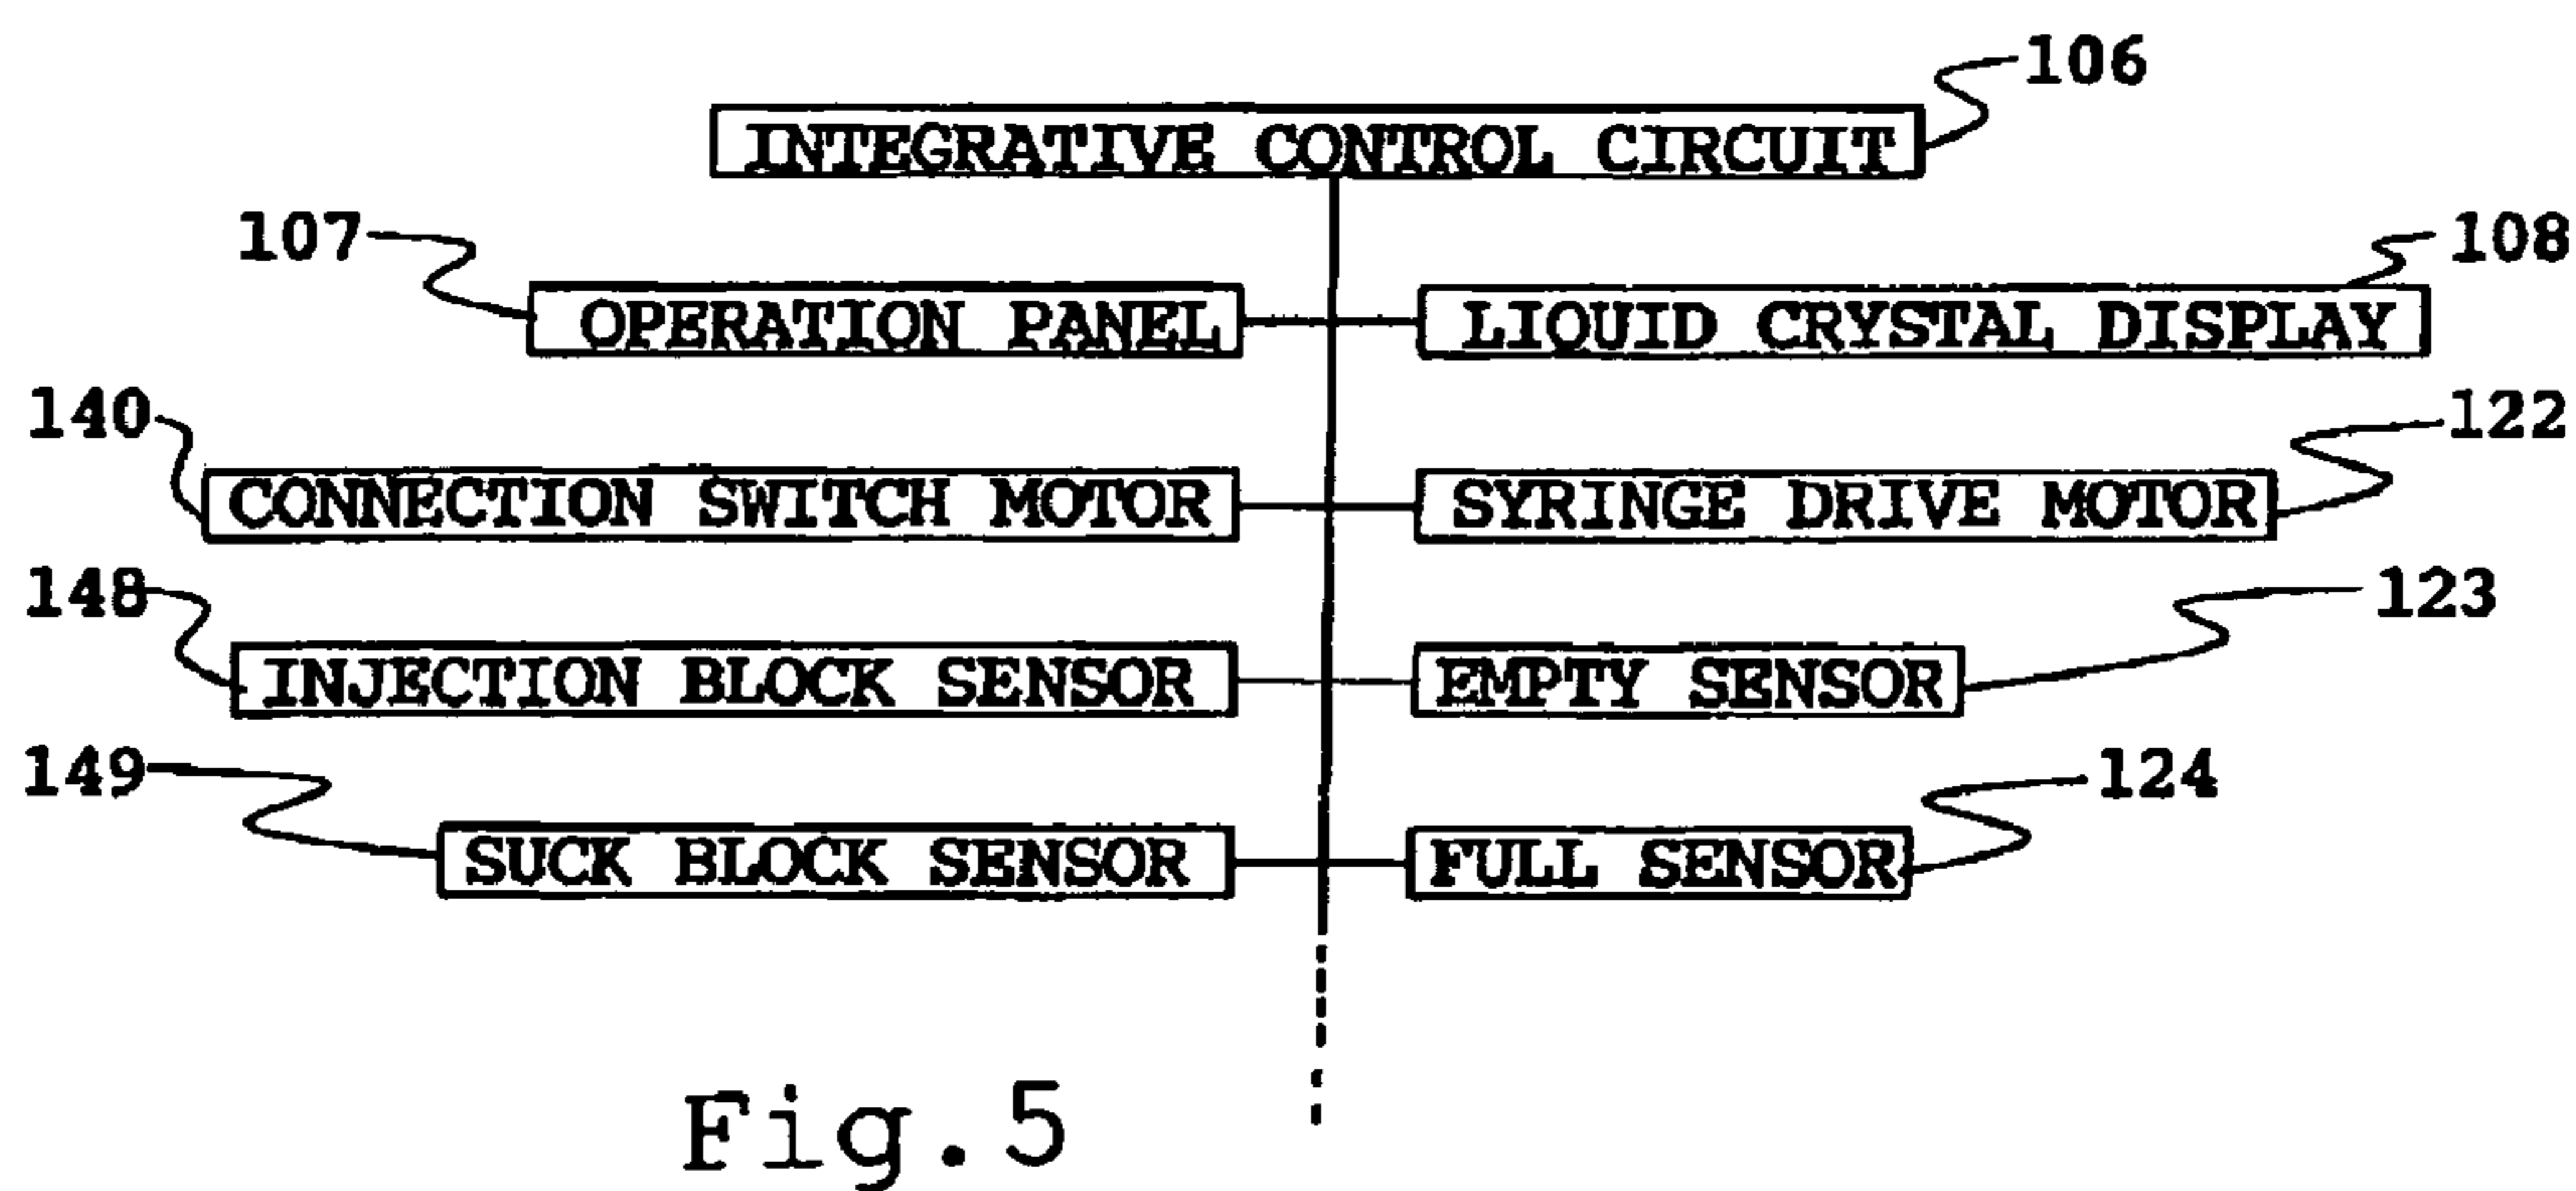 106
INTEGRATIVE CONTROL CIRCUIT
107
108
OPERATION PANEL
LIQUID CRYSTAL DISPLAY
140
122
CONNECTION SWITCH MOTOR
SYRINGE DRIVE MOTOR
148
123
INJECTION BLOCK SENSOR
EMPTY SENSOR
149
124
SUCK BLOCK SENSOR
FULL SENSOR
Fig.5